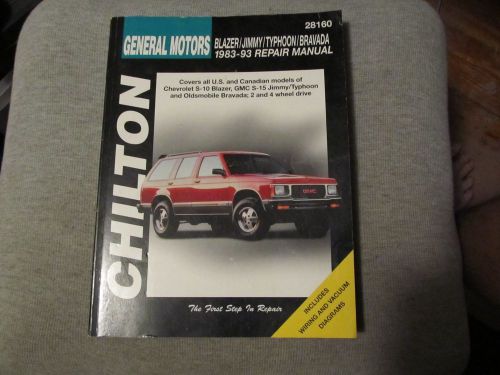 28160
GENERAL MOTORS
BLAZER/JIMMY/TYPHOON/BRAVADA
1983-93 REPAIR MANUAL
Covers all U.S. and Canadian models of
Chevrolet S-10 Blazer, GMC S-15 Jimmy/Typhoon
and Oldsmobile Bravada; 2 and 4 wheel drive
CHILTON
GMC
The First Step In Repair
INCLUDES
WIRING AND VACUUM
DIAGRAMS